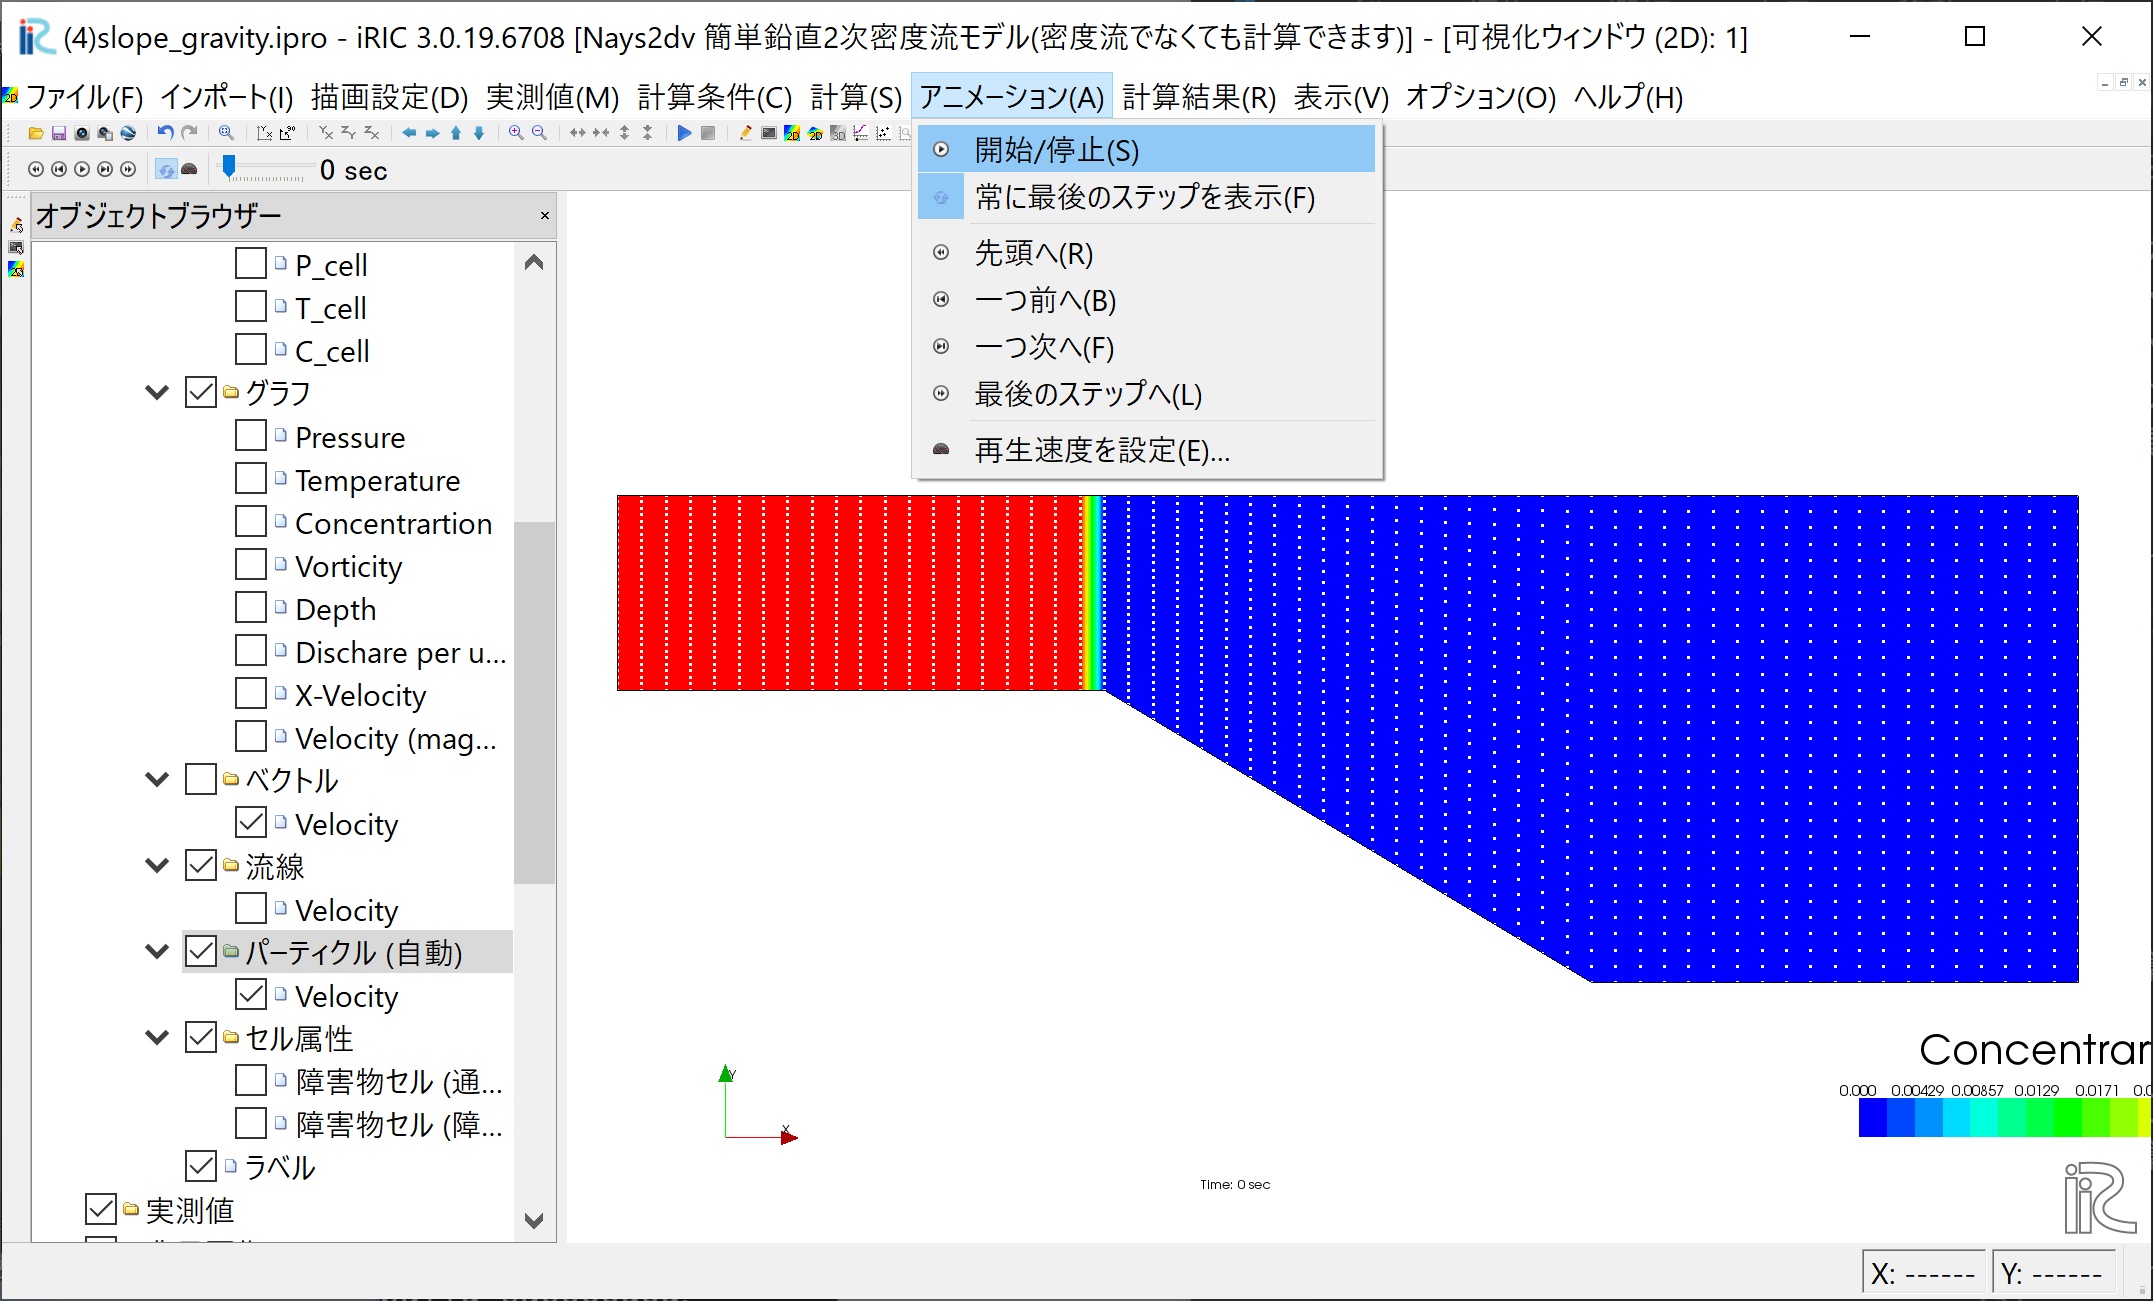 (4)slope_gravity.ipro - iRIC 3.0.19.6708 [Nays2dv 簡単鉛直2次密度流モデル(密度流でなくても計算できます)] - [可視化ウィンドウ (2D): 1]
ファイル(F) インポート(I) 描画設定(D) 実測値(M) 計算条件(C) 計算(S) アニメーション(A) 計算結果(R) 表示(V) オプション(O) ヘルプ(H)
0 sec
開始/停止(S)
常に最後のステップを表示(F)
先頭へ(R)
一つ前へ(B)
一つ次へ(F)
最後のステップへ(L)
再生速度を設定(E)...
オブジェクトブラウザー
P_cell
T_cell
C_cell
グラフ
Pressure
Temperature
Concentrartion
Vorticity
Depth
Dischare per u...
X-Velocity
Velocity (mag...
ベクトル
Velocity
流線
Velocity
パーティクル (自動)
Velocity
セル属性
障害物セル (通...
障害物セル (障...
ラベル
実測値
Y
X
Time: 0 sec
Concentrar
0.000 0.00429 0.00857 0.0129 0.0171 0.0
iRIC
X: ------ Y: ------